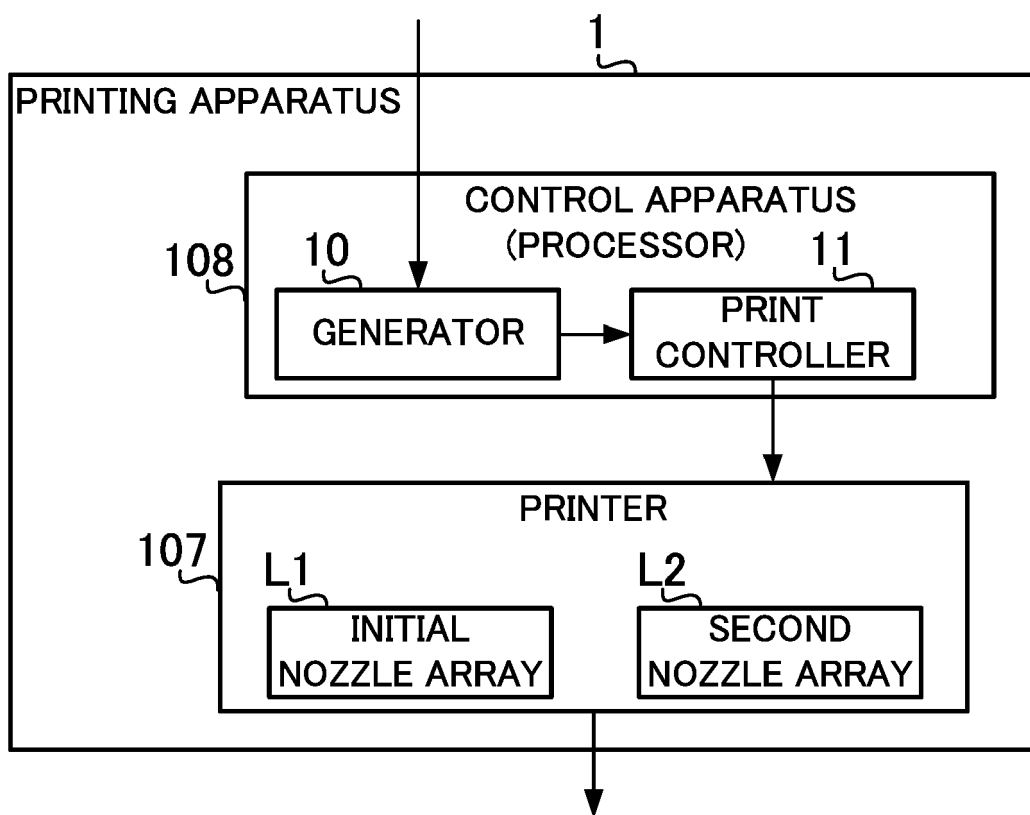 1
PRINTING APPARATUS
CONTROL APPARATUS
(PROCESSOR)
108
10
11
GENERATOR
PRINT
CONTROLLER
PRINTER
107
L1
L2
INITIAL
NOZZLE ARRAY
SECOND
NOZZLE ARRAY